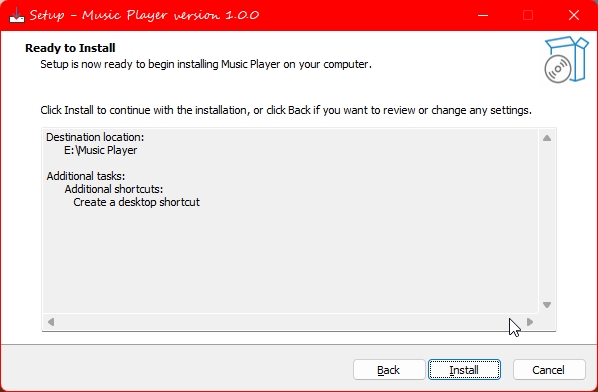 Setup - Music Player version 1.0.0
Ready to Install
Setup is now ready to begin installing Music Player on your computer.
Click Install to continue with the installation, or click Back if you want to review or change any settings.
Destination location:
E:\Music Player
Additional tasks:
Additional shortcuts:
Create a desktop shortcut
Back Install Cancel